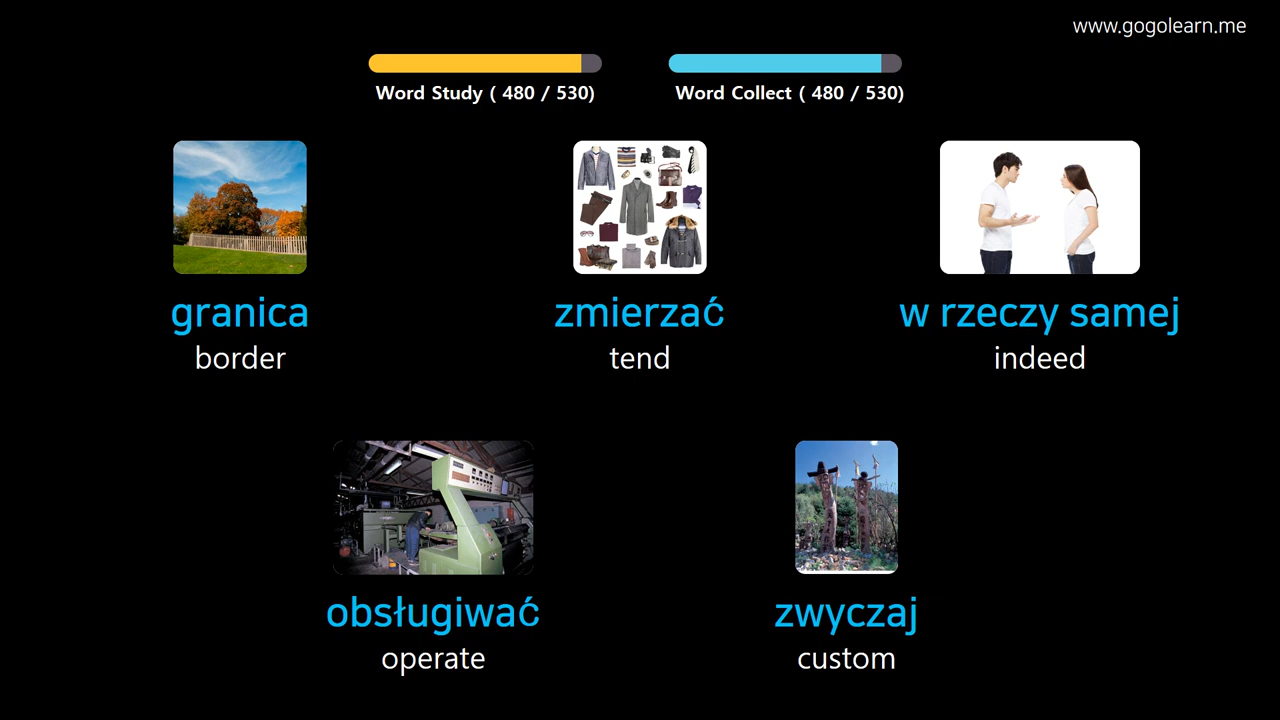 www.gogolearn.me
Word Study ( 480 / 530)
Word Collect ( 480 / 530)
granica
border
zmierzać
tend
w rzeczy samej
indeed
obsługiwać
operate
zwyczaj
custom